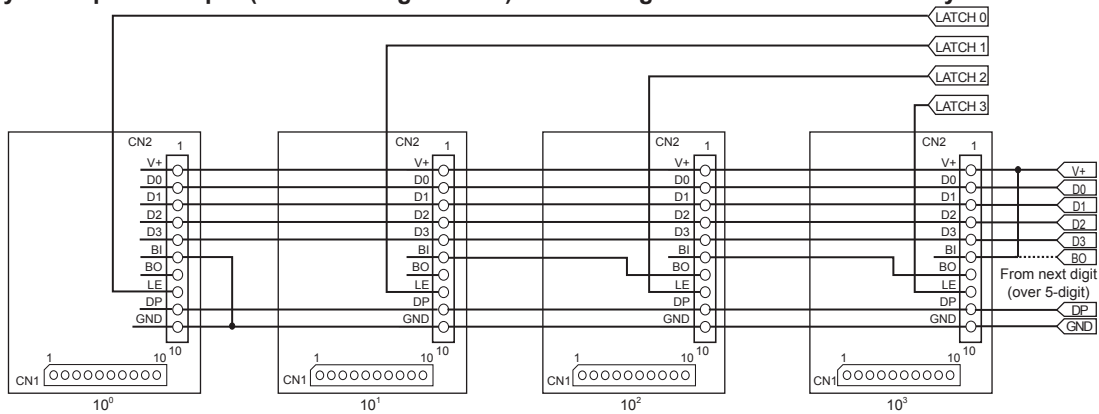 LATCH 0
LATCH 1
LATCH 2
LATCH 3
CN2 1 CN2 1 CN2 1 CN2 1
V+ V+ V+ V+ V+
D0 D0 D0 D0 D0
D1 D1 D1 D1 D1
D2 D2 D2 D2 D2
D3 D3 D3 D3 D3
BI BI BI BI BO
BO BO BO BO From next digit
LE LE LE LE (over 5-digit)
DP DP DP DP DP
GND GND GND GND GND
10 10 10 10
1 10 1 10 1 10 1 10
CN1 CN1 CN1 CN1
10⁰ 10¹ 10² 10³